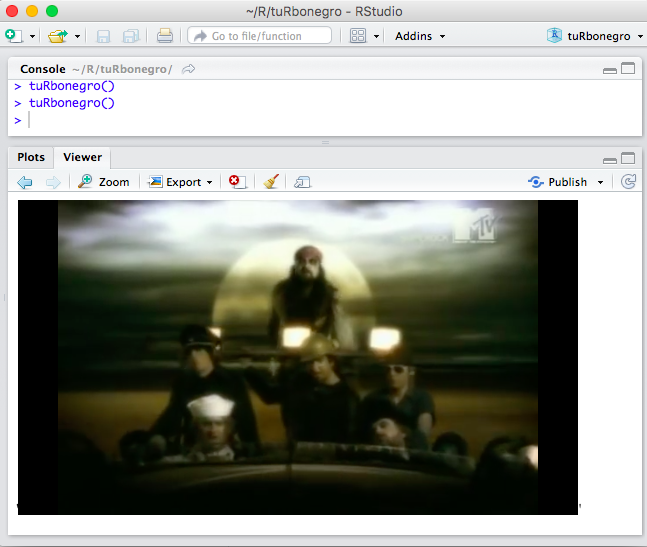 ~/R/tuRbonegro - RStudio
Go to file/function
Addins
tuRbonegro
Console ~/R/tuRbonegro/
> tuRbonegro()
> tuRbonegro()
>
Plots Viewer
Zoom Export Publish
MTV